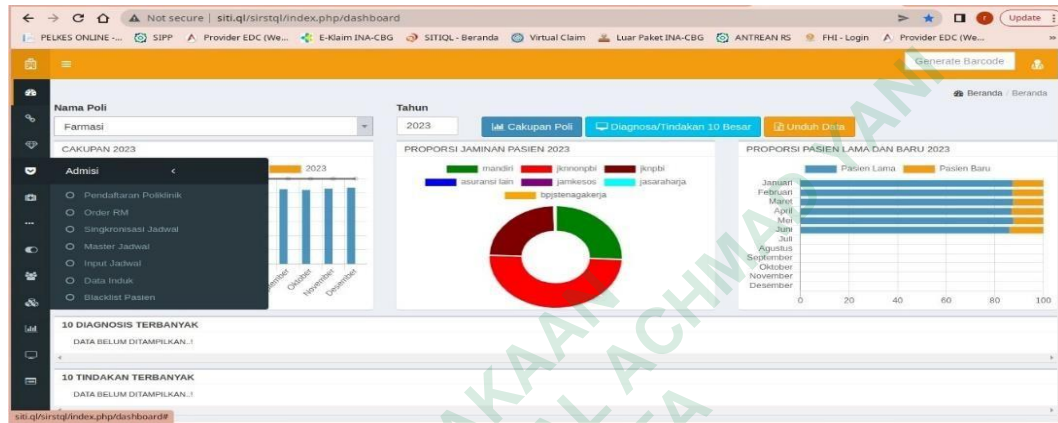 Not secure | siti.ql/sirstql/index.php/dashboard
Update
PELKES ONLINE -... SIPP Provider EDC (We... E-Klaim INA-CBG SITIQL - Beranda Virtual Claim Luar Paket INA-CBG ANTREAN RS FHI - Login Provider EDC (We... »
Generate Barcode
Beranda / Beranda
Nama Poli Tahun
Farmasi 2023 Cakupan Poli Diagnosa/Tindakan 10 Besar Unduh Data
CAKUPAN 2023
2023
Admisi
Pendaftaran Poliklinik
Order RM
Singkronisasi Jadwal
Master Jadwal
Input Jadwal
Data Induk
Blacklist Pasien
Oktober
November
Desember
PROPORSI JAMINAN PASIEN 2023
mandiri jknnonpbi jknpbi
asuransi lain jamkesos jasaraharja
bpjstenagakerja
PROPORSI PASIEN LAMA DAN BARU 2023
Pasien Lama Pasien Baru
Januari
Februari
Maret
April
Mei
Juni
Juli
Agustus
September
Oktober
November
Desember
0 20 40 60 80 100
10 DIAGNOSIS TERBANYAK
DATA BELUM DITAMPILKAN..!
10 TINDAKAN TERBANYAK
DATA BELUM DITAMPILKAN..!
siti.ql/sirstql/index.php/dashboard#